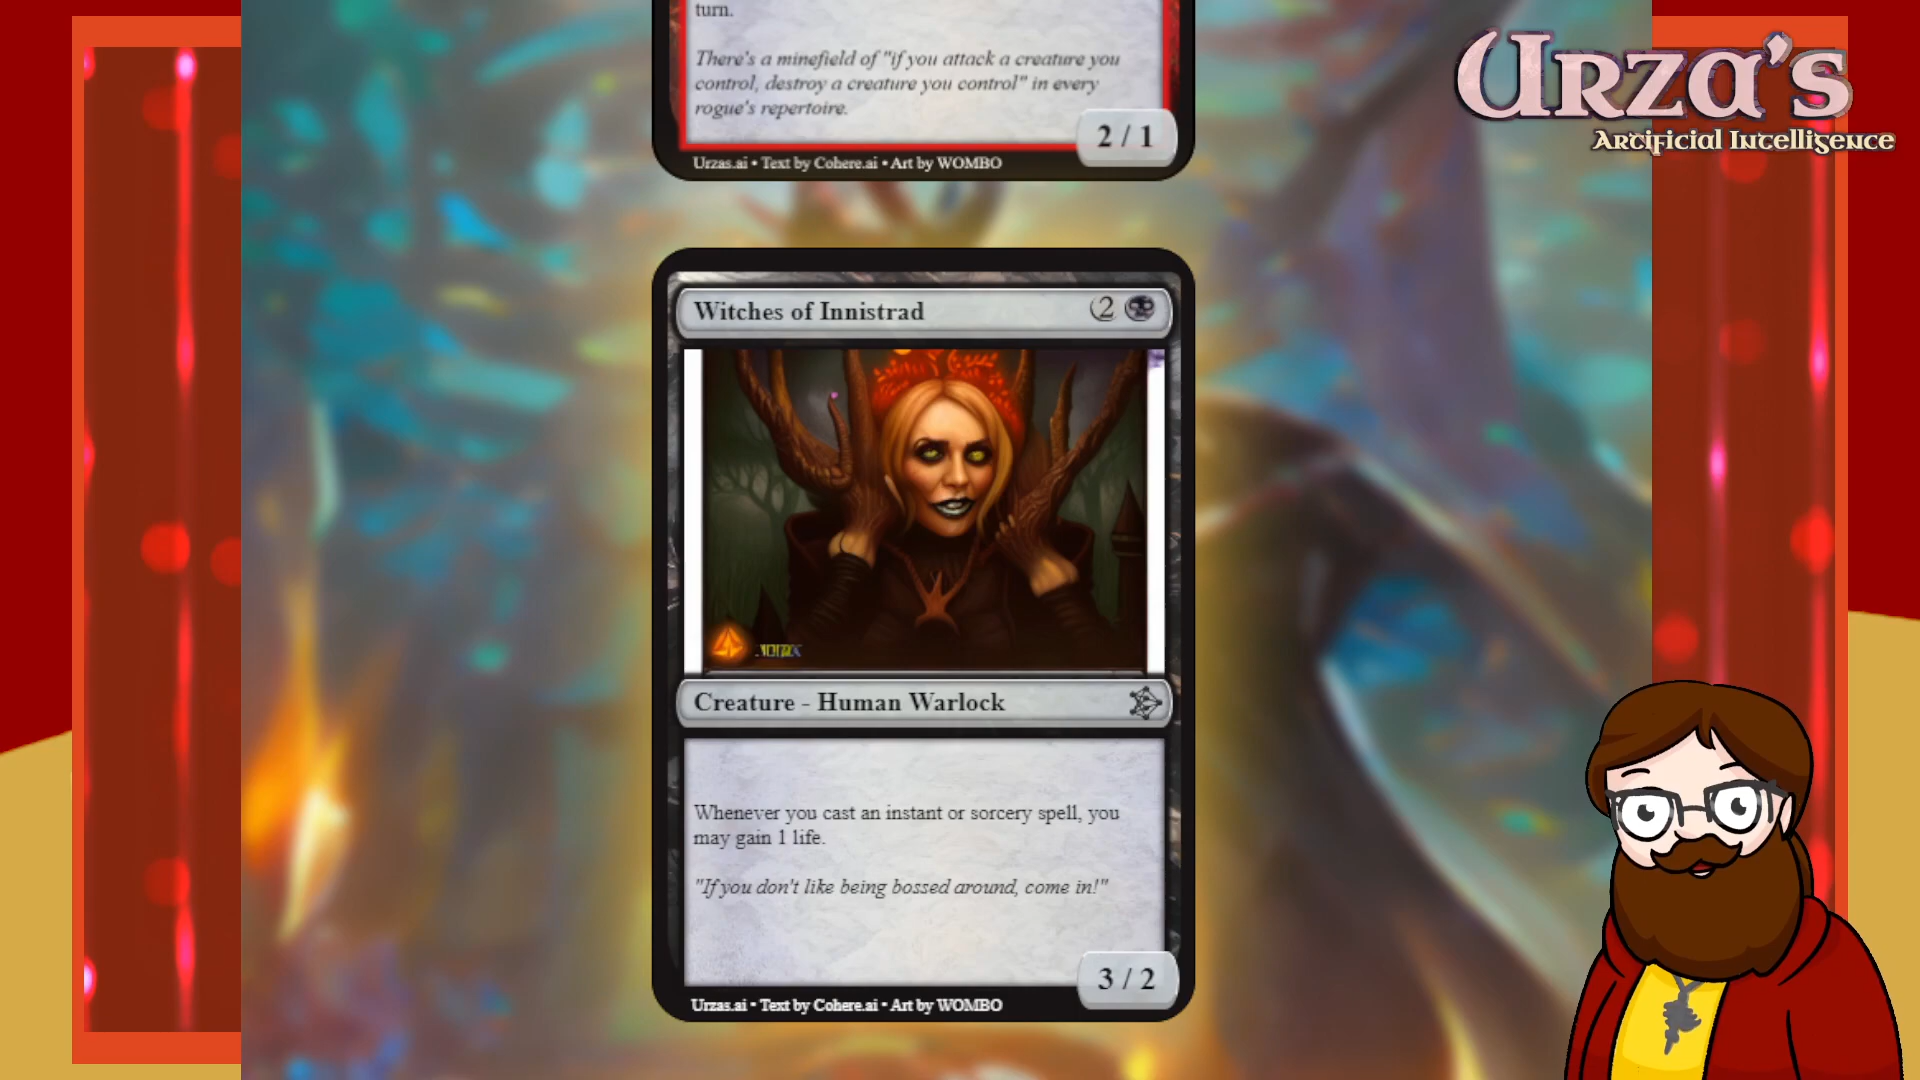 turn.
There's a minefield of "if you attack a creature you
control, destroy a creature you control" in every
rogue's repertoire.
2 / 1
Urzas.ai • Text by Cohere.ai • Art by WOMBO
Urza's
Artificial Intelligence
Witches of Innistrad
2
Creature - Human Warlock
Whenever you cast an instant or sorcery spell, you
may gain 1 life.
"If you don't like being bossed around, come in!"
3 / 2
Urzas.ai • Text by Cohere.ai • Art by WOMBO